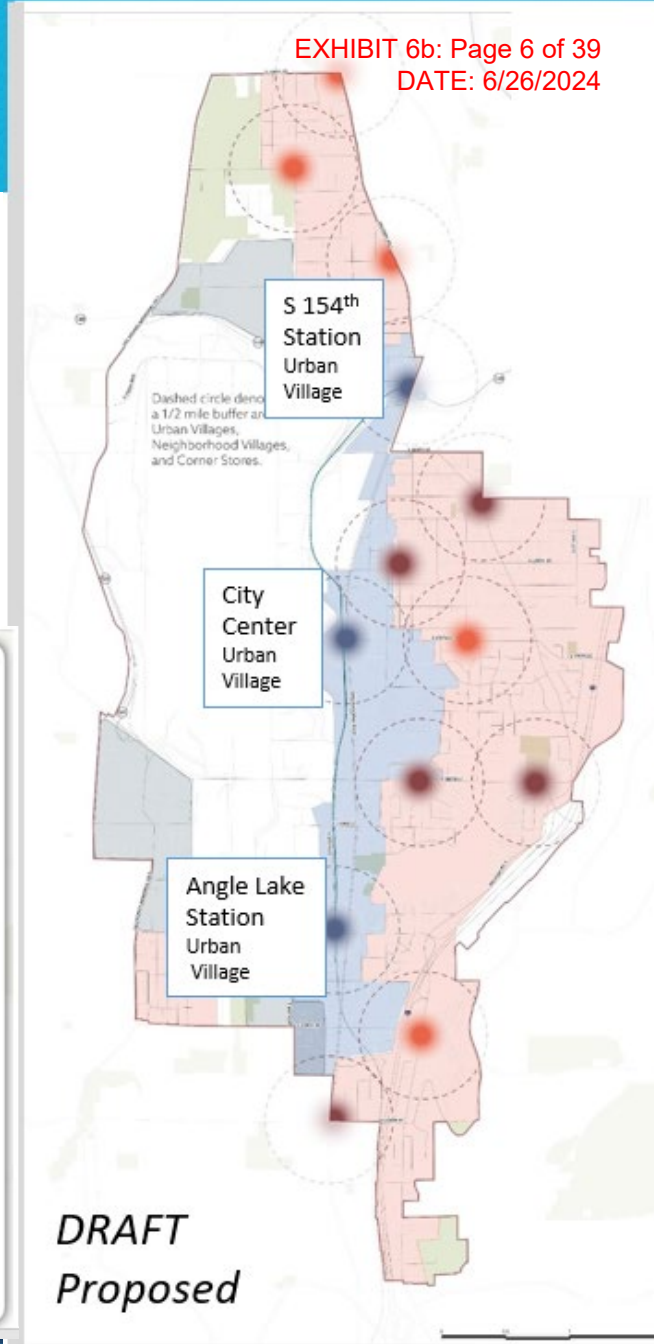 EXHIBIT 6b: Page 6 of 39
DATE: 6/26/2024
S 154th
Station
Urban
Village
Dashed circle deno
a 1/2 mile buffer ar
Urban Villages,
Neighborhood Villages,
and Corner Stores.
City
Center
Urban
Village
Angle Lake
Station
Urban
Village
DRAFT
Proposed